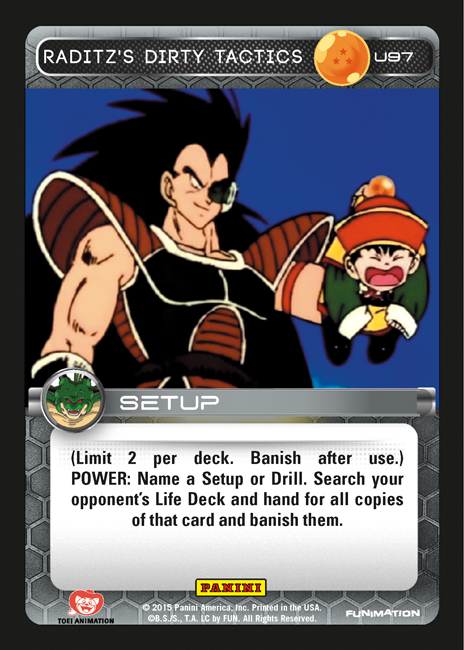 RADITZ'S DIRTY TACTICS U97
SETUP
(Limit 2 per deck. Banish after use.)
POWER: Name a Setup or Drill. Search your
opponent's Life Deck and hand for all copies
of that card and banish them.
PANINI
TOEI ANIMATION
© 2015 Panini America, Inc. Printed in the USA.
©B.S./S., T.A. LC by FUN. All Rights Reserved.
FUNIMATION